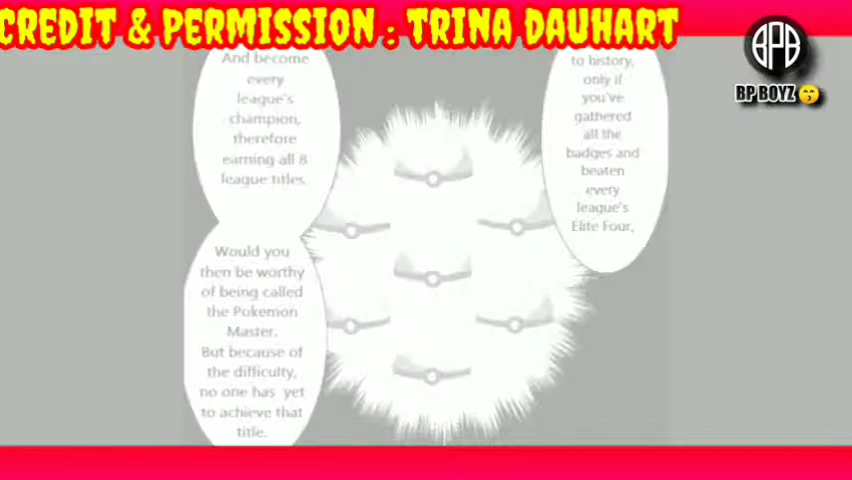 CREDIT & PERMISSION : TRINA DAUHART
BPB
BP BOYZ
to history,
only if
you've
gathered
all the
badges and
beaten
every
league's
Elite Four,
And become
every
league's
champion,
therefore
earning all 8
league titles.
Would you
then be worthy
of being called
the Pokemon
Master.
But because of
the difficulty,
no one has yet
to achieve that
title.